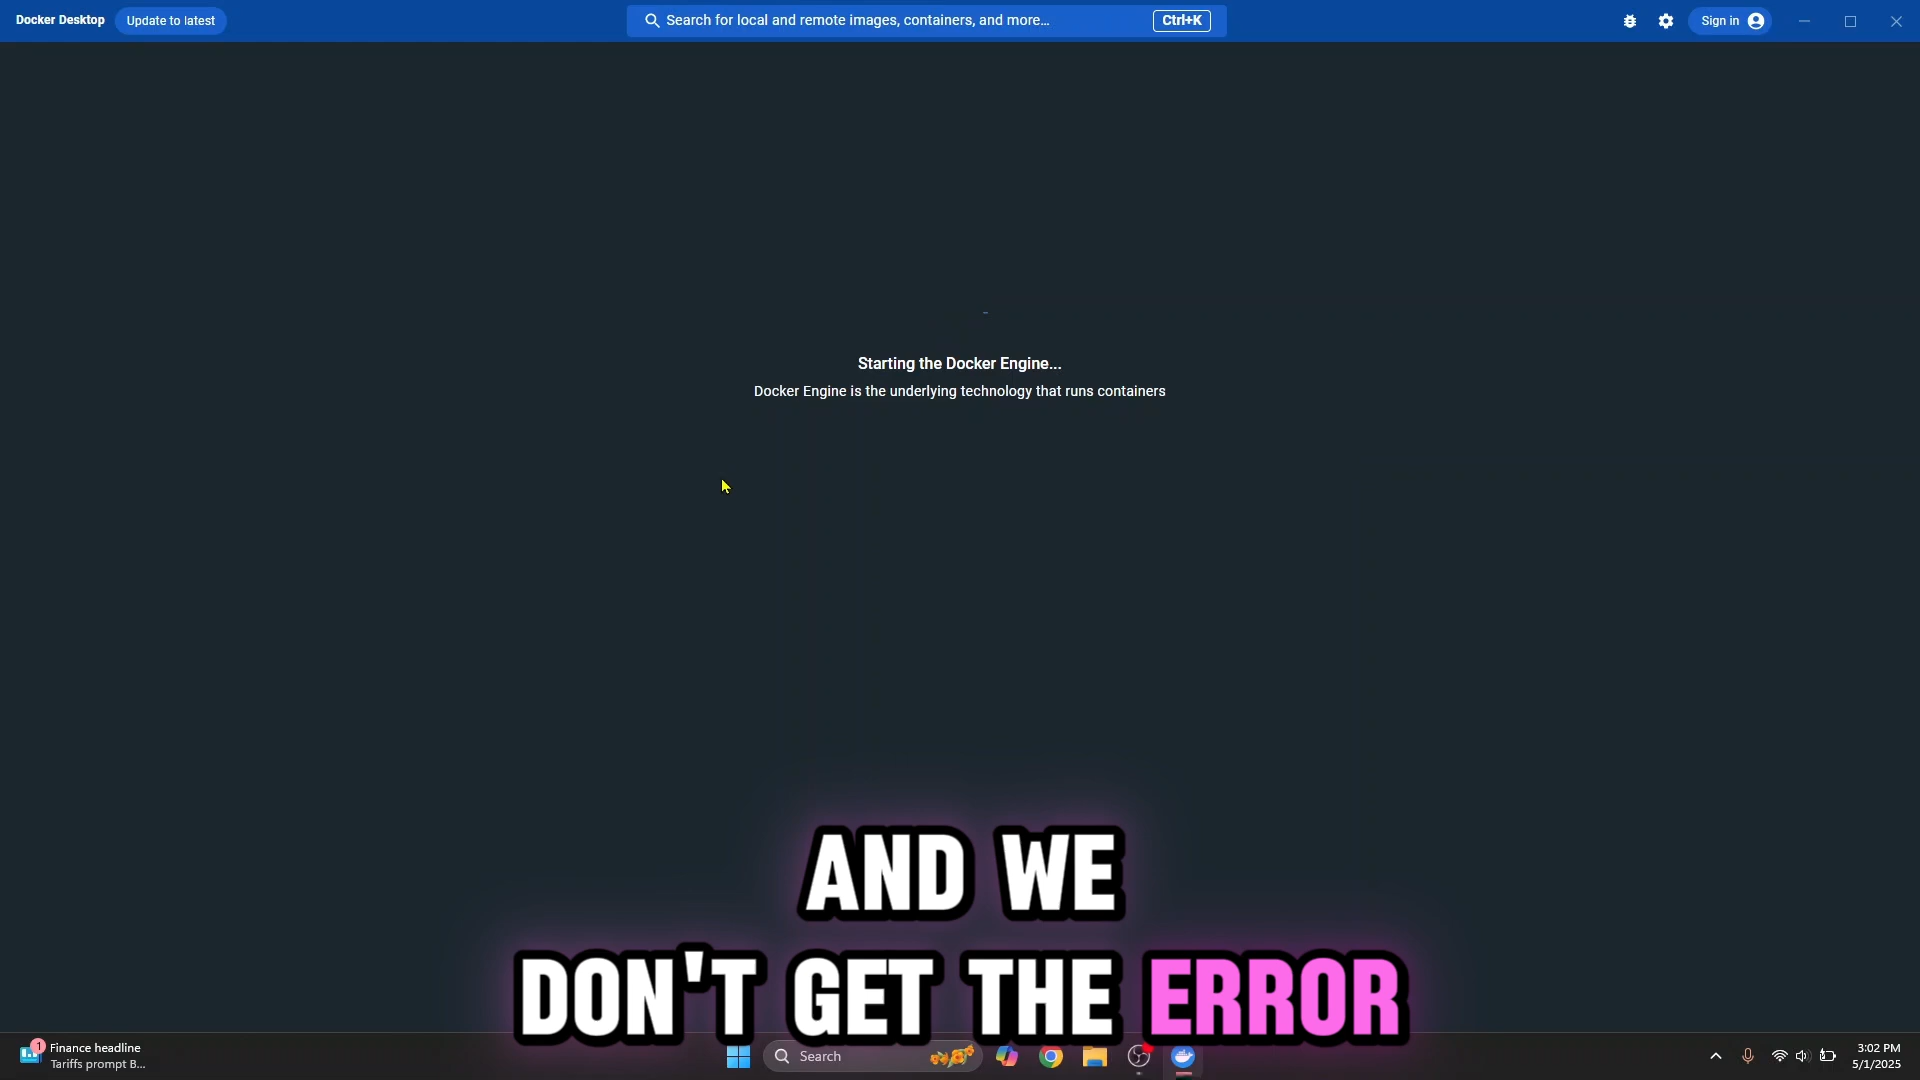 Docker Desktop
Update to latest
Search for local and remote images, containers, and more...
Ctrl+K
Sign in
Starting the Docker Engine...
Docker Engine is the underlying technology that runs containers
AND WE
DON'T GET THE ERROR
1
Finance headline
Tariffs prompt B...
Search
3:02 PM
5/1/2025